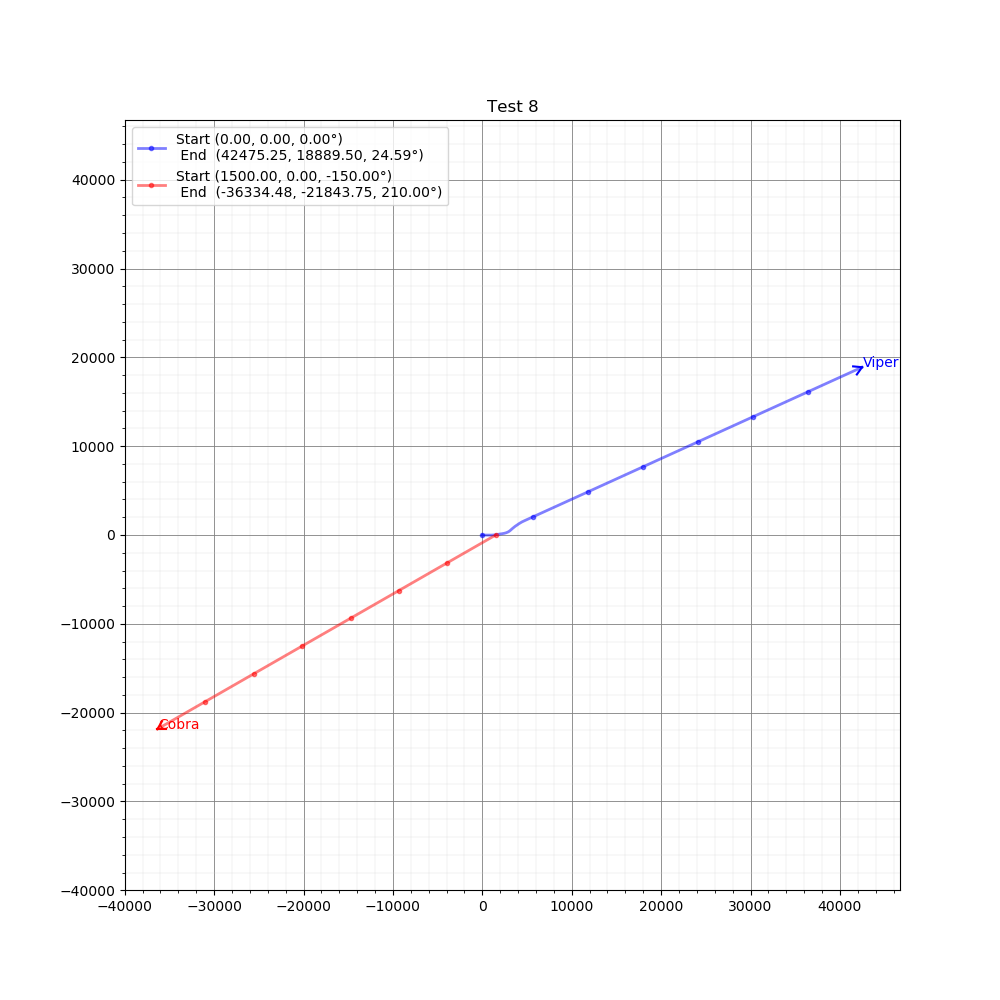 Test 8
Start (0.00, 0.00, 0.00°)
End  (42475.25, 18889.50, 24.59°)
Start (1500.00, 0.00, -150.00°)
End  (-36334.48, -21843.75, 210.00°)
40000
30000
20000
10000
0
−10000
−20000
−30000
−40000
Viper
Cobra
−40000 −30000 −20000 −10000 0 10000 20000 30000 40000